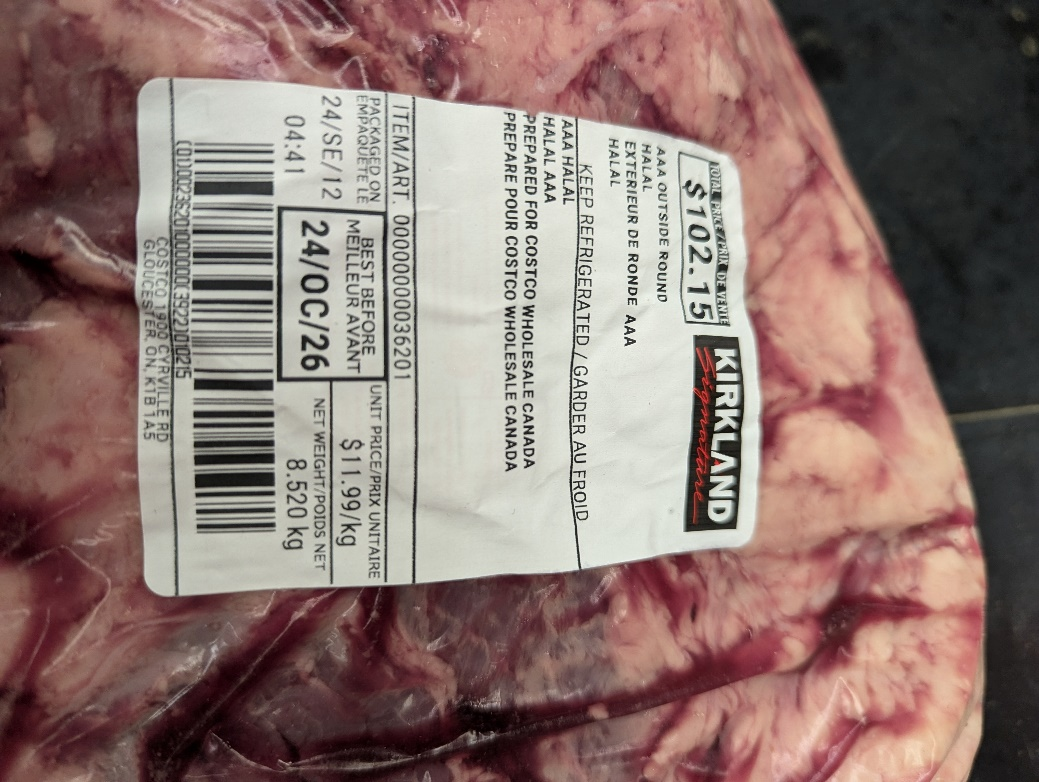 TOTAL PRICE/PRIX DE VENTE
$102.15
KIRKLAND
Signature
AAA OUTSIDE ROUND
HALAL
EXTERIEUR DE RONDE AAA
HALAL
KEEP REFRIGERATED / GARDER AU FROID
AAA HALAL
HALAL AAA
PREPARED FOR COSTCO WHOLESALE CANADA
PREPARE POUR COSTCO WHOLESALE CANADA
ITEM/ART. 00000000036201
PACKAGED ON
EMPAQUETÉ LE
24/SE/12
04:41
BEST BEFORE
MEILLEUR AVANT
24/OC/26
UNIT PRICE/PRIX UNITAIRE
$11.99/kg
NET WEIGHT/POIDS NET
8.520 kg
COSTCO 1900 CYRVILLE RD
GLOUCESTER, ON, K1B 1A5